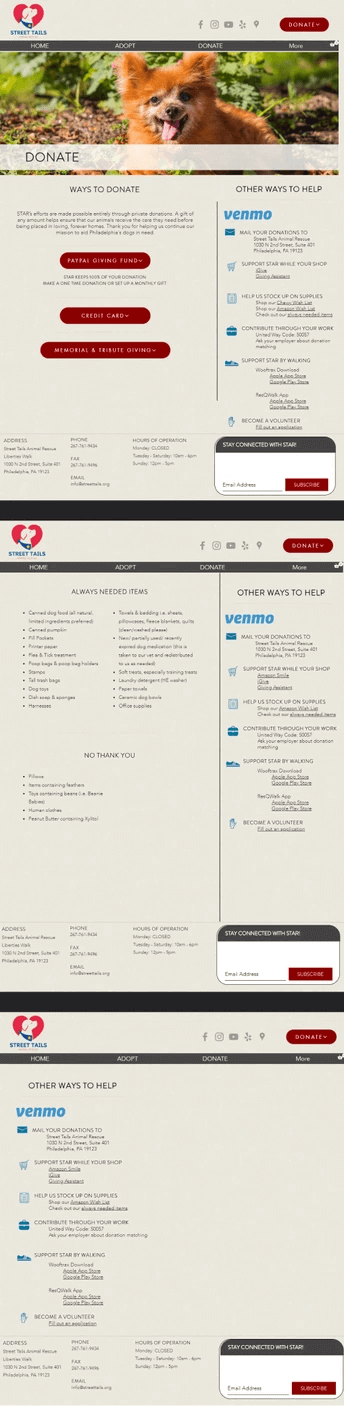 STREET TAILS
DONATE
HOME ADOPT DONATE More
DONATE
WAYS TO DONATE
STAR's efforts are made possible entirely through private donations. A gift of
any amount helps ensure that our animals receive the care they need before
being placed in loving, forever homes. Thank you for helping us continue our
mission to aid Philadelphia's dogs in need.
PAYPAL GIVING FUND
STAR KEEPS 100% OF YOUR DONATION
MAKE A ONE TIME DONATION OR SET UP A MONTHLY GIFT
CREDIT CARD
MEMORIAL & TRIBUTE GIVING
OTHER WAYS TO HELP
venmo
MAIL YOUR DONATIONS TO
Street Tails Animal Rescue
1030 N 2nd Street, Suite 401
Philadelphia, PA 19123
SUPPORT STAR WHILE YOUR SHOP
iGive
Giving Assistant
HELP US STOCK UP ON SUPPLIES
Shop our Chewy Wish List
Shop our Amazon Wish List
Check out our always needed items
CONTRIBUTE THROUGH YOUR WORK
United Way Code: 50057
Ask your employer about donation
matching
SUPPORT STAR BY WALKING
Wooftrax Download
Apple App Store
Google Play Store
ResQWalk App
Apple App Store
Google Play Store
BECOME A VOLUNTEER
Fill out an application
ADDRESS
Street Tails Animal Rescue
Liberties Walk
1030 N 2nd Street, Suite 401
Philadelphia, PA 19123
PHONE
267-761-9434
FAX
267-761-9496
EMAIL
info@streettails.org
HOURS OF OPERATION
Monday: CLOSED
Tuesday - Saturday: 10am - 6pm
Sunday: 12pm - 5pm
STAY CONNECTED WITH STAR!
Email Address
SUBSCRIBE
STREET TAILS
DONATE
HOME ADOPT DONATE More
ALWAYS NEEDED ITEMS
Canned dog food (all natural,
limited ingredients preferred)
Canned pumpkin
Pill Pockets
Printer paper
Flea & Tick treatment
Poop bags & poop bag holders
Stamps
Tall trash bags
Dog toys
Dish soap & sponges
Harnesses
Towels & bedding i.e. sheets,
pillowcases, fleece blankets, quilts
(clean/washed please)
New/ partially used/ recently
expired dog medication (this is
taken to our vet and redistributed
to us as needed)
Soft treats, especially training treats
Laundry detergent (HE washer)
Paper towels
Ceramic dog bowls
Office supplies
NO THANK YOU
Pillows
Items containing feathers
Toys containing beans (i.e. Beanie
Babies)
Human clothes
Peanut Butter containing Xylitol
OTHER WAYS TO HELP
venmo
MAIL YOUR DONATIONS TO
Street Tails Animal Rescue
1030 N 2nd Street, Suite 401
Philadelphia, PA 19123
SUPPORT STAR WHILE YOUR SHOP
Amazon Smile
iGive
Giving Assistant
HELP US STOCK UP ON SUPPLIES
Shop our Amazon Wish List
Check out our always needed items
CONTRIBUTE THROUGH YOUR WORK
United Way Code: 50057
Ask your employer about donation
matching
SUPPORT STAR BY WALKING
Wooftrax Download
Apple App Store
Google Play Store
ResQWalk App
Apple App Store
Google Play Store
BECOME A VOLUNTEER
Fill out an application
ADDRESS
Street Tails Animal Rescue
Liberties Walk
1030 N 2nd Street, Suite 401
Philadelphia, PA 19123
PHONE
267-761-9434
FAX
267-761-9496
EMAIL
info@streettails.org
HOURS OF OPERATION
Monday: CLOSED
Tuesday - Saturday: 10am - 6pm
Sunday: 12pm - 5pm
STAY CONNECTED WITH STAR!
Email Address
SUBSCRIBE
STREET TAILS
DONATE
HOME ADOPT DONATE More
OTHER WAYS TO HELP
venmo
MAIL YOUR DONATIONS TO
Street Tails Animal Rescue
1030 N 2nd Street, Suite 401
Philadelphia, PA 19123
SUPPORT STAR WHILE YOUR SHOP
Amazon Smile
iGive
Giving Assistant
HELP US STOCK UP ON SUPPLIES
Shop our Amazon Wish List
Check out our always needed items
CONTRIBUTE THROUGH YOUR WORK
United Way Code: 50057
Ask your employer about donation matching
SUPPORT STAR BY WALKING
Wooftrax Download
Apple App Store
Google Play Store
ResQWalk App
Apple App Store
Google Play Store
BECOME A VOLUNTEER
Fill out an application
ADDRESS
Street Tails Animal Rescue
Liberties Walk
1030 N 2nd Street, Suite 401
Philadelphia, PA 19123
PHONE
267-761-9434
FAX
267-761-9496
EMAIL
info@streettails.org
HOURS OF OPERATION
Monday: CLOSED
Tuesday - Saturday: 10am - 6pm
Sunday: 12pm - 5pm
STAY CONNECTED WITH STAR!
Email Address
SUBSCRIBE